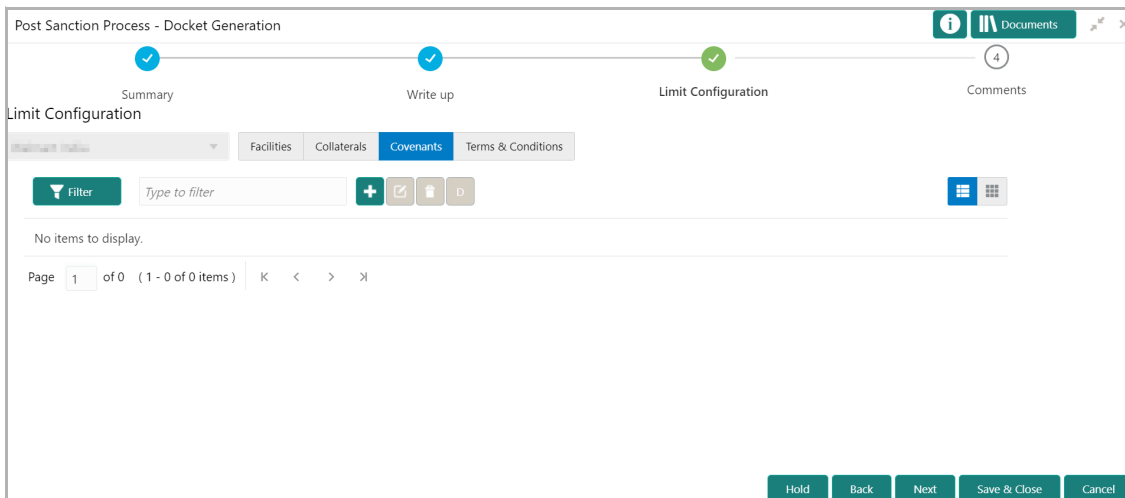 Post Sanction Process - Docket Generation
i Documents
4
Summary Write up Limit Configuration Comments
Limit Configuration
Facilities Collaterals Covenants Terms & Conditions
Filter Type to filter D
No items to display.
Page 1 of 0 ( 1 - 0 of 0 items )
Hold Back Next Save & Close Cancel